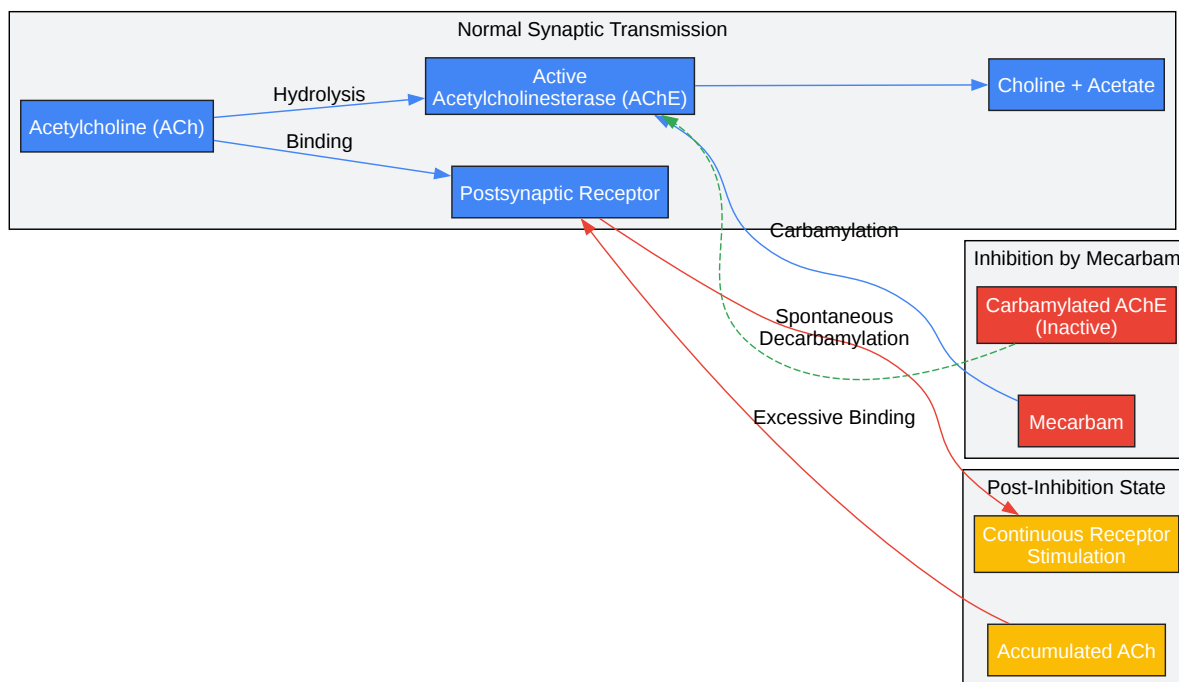 Normal Synaptic Transmission
Acetylcholine (ACh)
Hydrolysis
Binding
Active
Acetylcholinesterase (AChE)
Choline + Acetate
Postsynaptic Receptor
Carbamylation
Inhibition by Mecarbam
Carbamylated AChE
(Inactive)
Spontaneous
Decarbamylation
Mecarbam
Excessive Binding
Post-Inhibition State
Continuous Receptor
Stimulation
Accumulated ACh